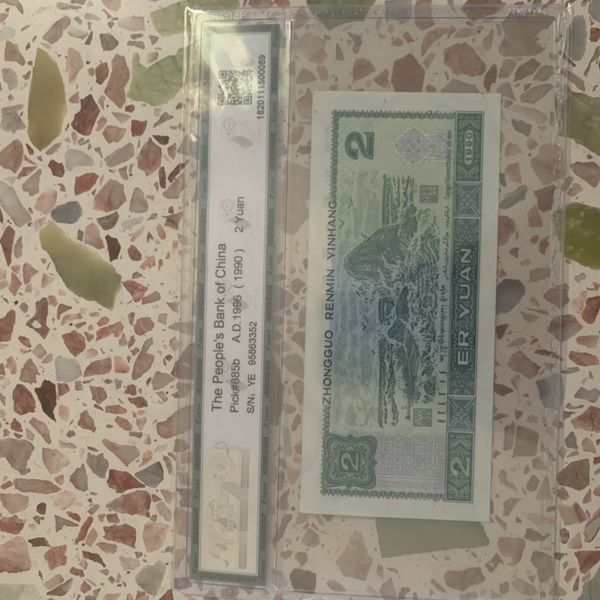 The People's Bank of China
Pick#885b A.D.1996 ( 1990 ) 2 Yuan
S/N: YE 95863352
1820111500089
ZHONGGUO RENMIN YINHANG
2
2
ER YUAN
2
1990